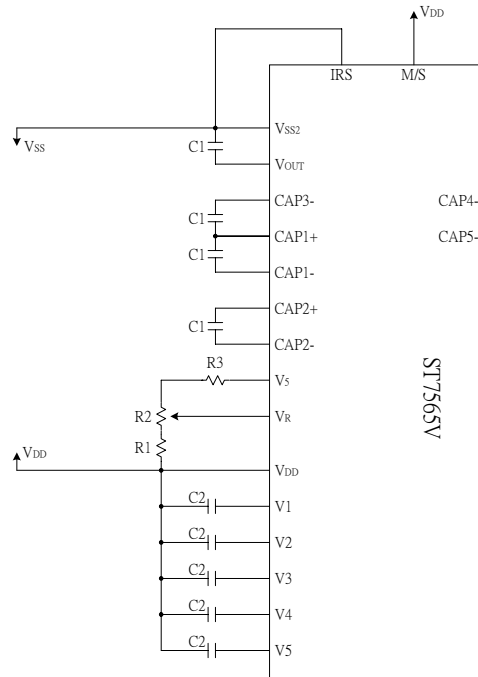 VDD
IRS M/S
VSS2
VSS
C1
VOUT
CAP3- CAP4-
C1
CAP1+ CAP5-
C1
CAP1-
CAP2+
C1
CAP2-
R3
V5
R2
VR
ST7565V
R1
VDD
VDD
C2
V1
C2
V2
C2
V3
C2
V4
C2
V5